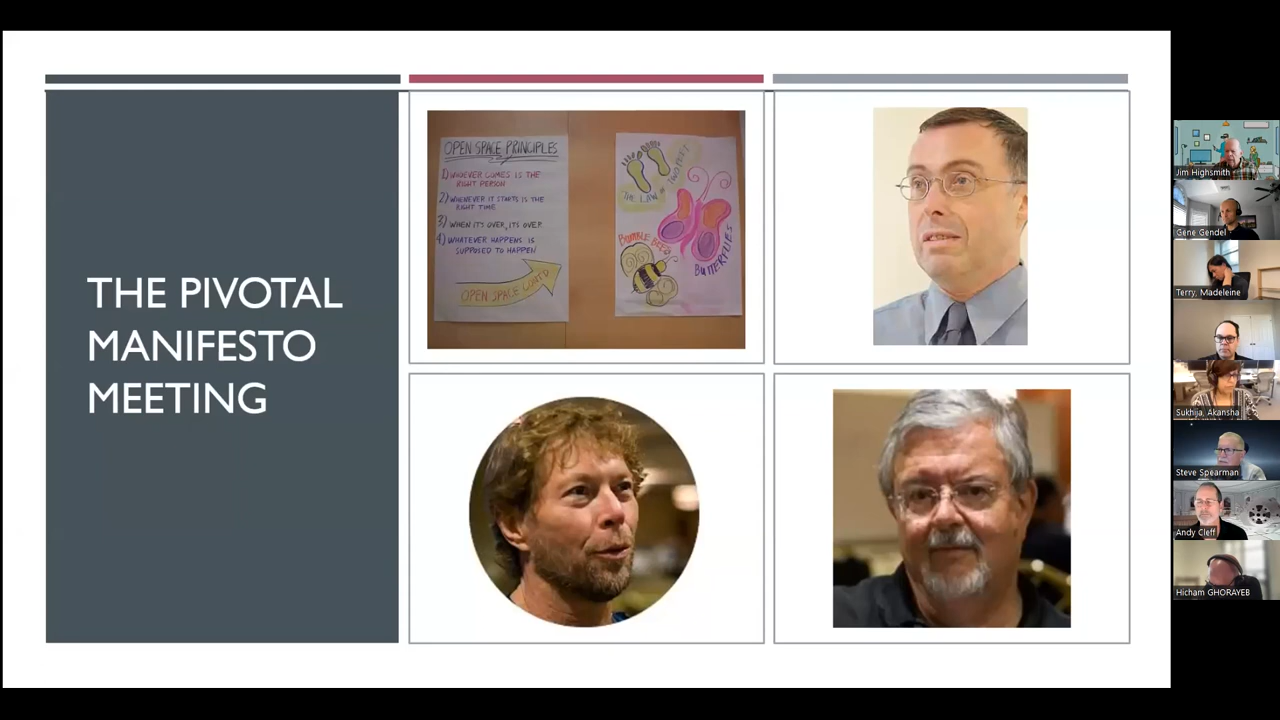 THE PIVOTAL
MANIFESTO
MEETING
OPEN SPACE PRINCIPLES
1) WHOEVER COMES IS THE
RIGHT PERSON
2) WHENEVER IT STARTS IS THE
RIGHT TIME
3) WHEN IT'S OVER, IT'S OVER
4) WHATEVER HAPPENS IS
SUPPOSED TO HAPPEN
OPEN SPACE
THE LAW OF
TWO FEET
BUMBLE BEES
BUTTERFLIES
Jim Highsmith
Gene Gendel
Terry, Madeleine
Sukhija, Akansha
Steve Spearman
Andy Cleff
Hicham GHORAYEB